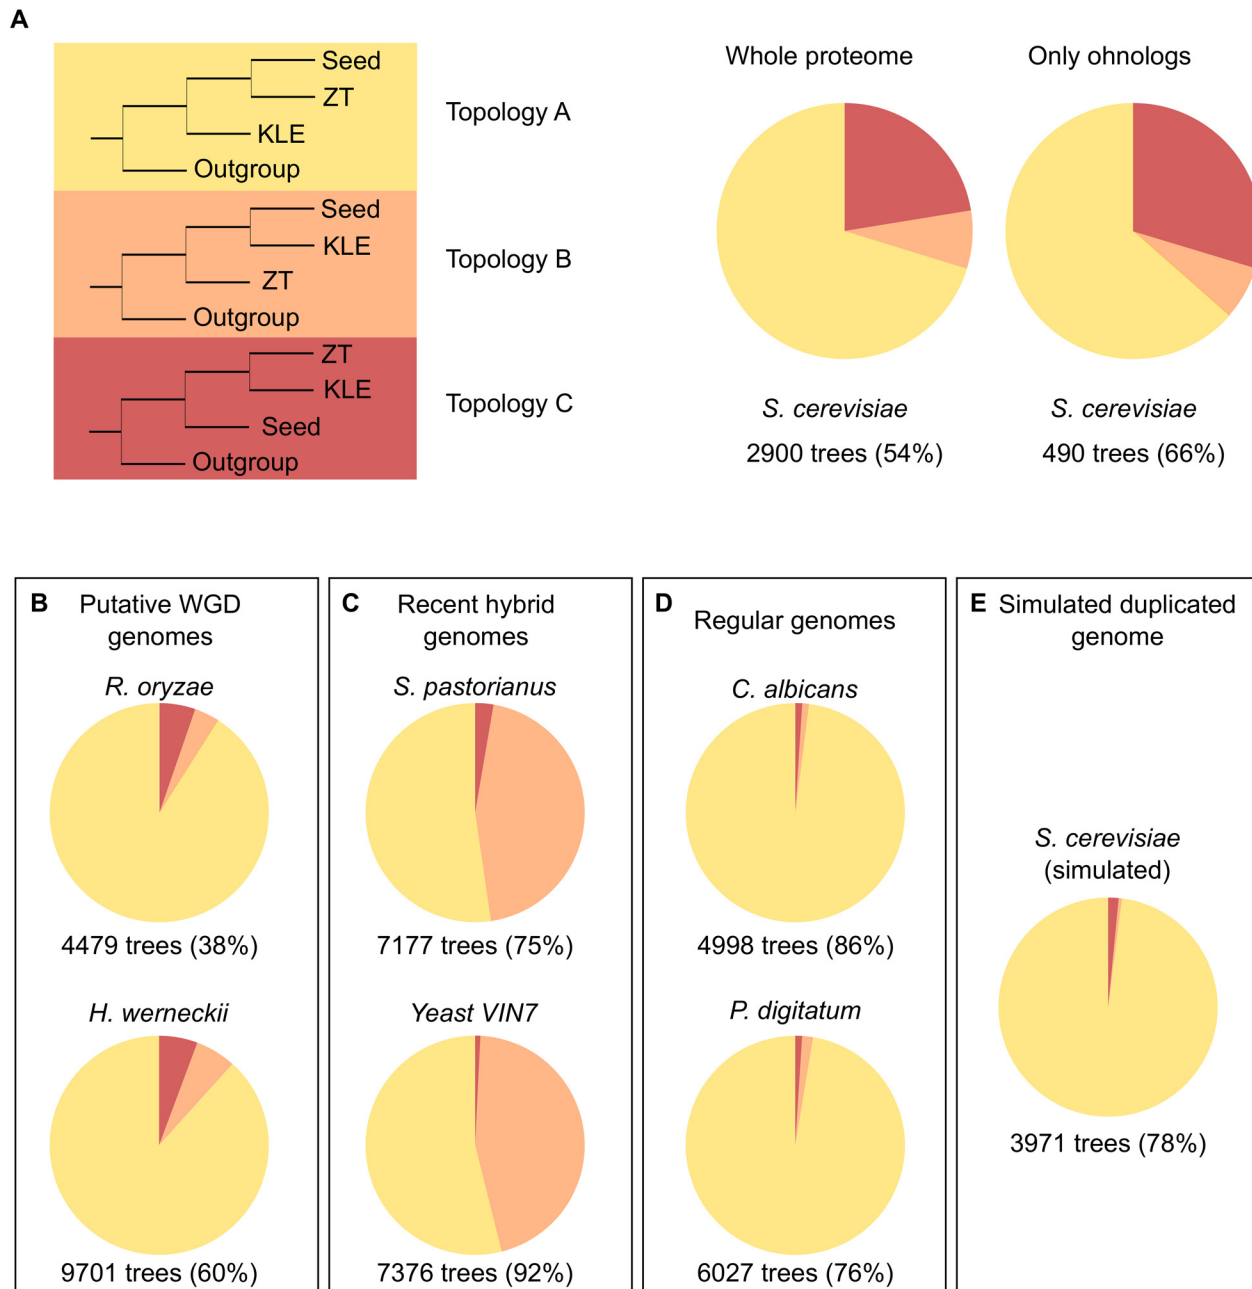 A
Seed
ZT
KLE
Outgroup
Topology A
Seed
KLE
ZT
Outgroup
Topology B
ZT
KLE
Seed
Outgroup
Topology C
Whole proteome
Only ohnologs
S. cerevisiae
S. cerevisiae
2900 trees (54%)
490 trees (66%)
B Putative WGD
genomes
R. oryzae
4479 trees (38%)
H. werneckii
9701 trees (60%)
C Recent hybrid
genomes
S. pastorianus
7177 trees (75%)
Yeast VIN7
7376 trees (92%)
D
Regular genomes
C. albicans
4998 trees (86%)
P. digitatum
6027 trees (76%)
E Simulated duplicated
genome
S. cerevisiae
(simulated)
3971 trees (78%)